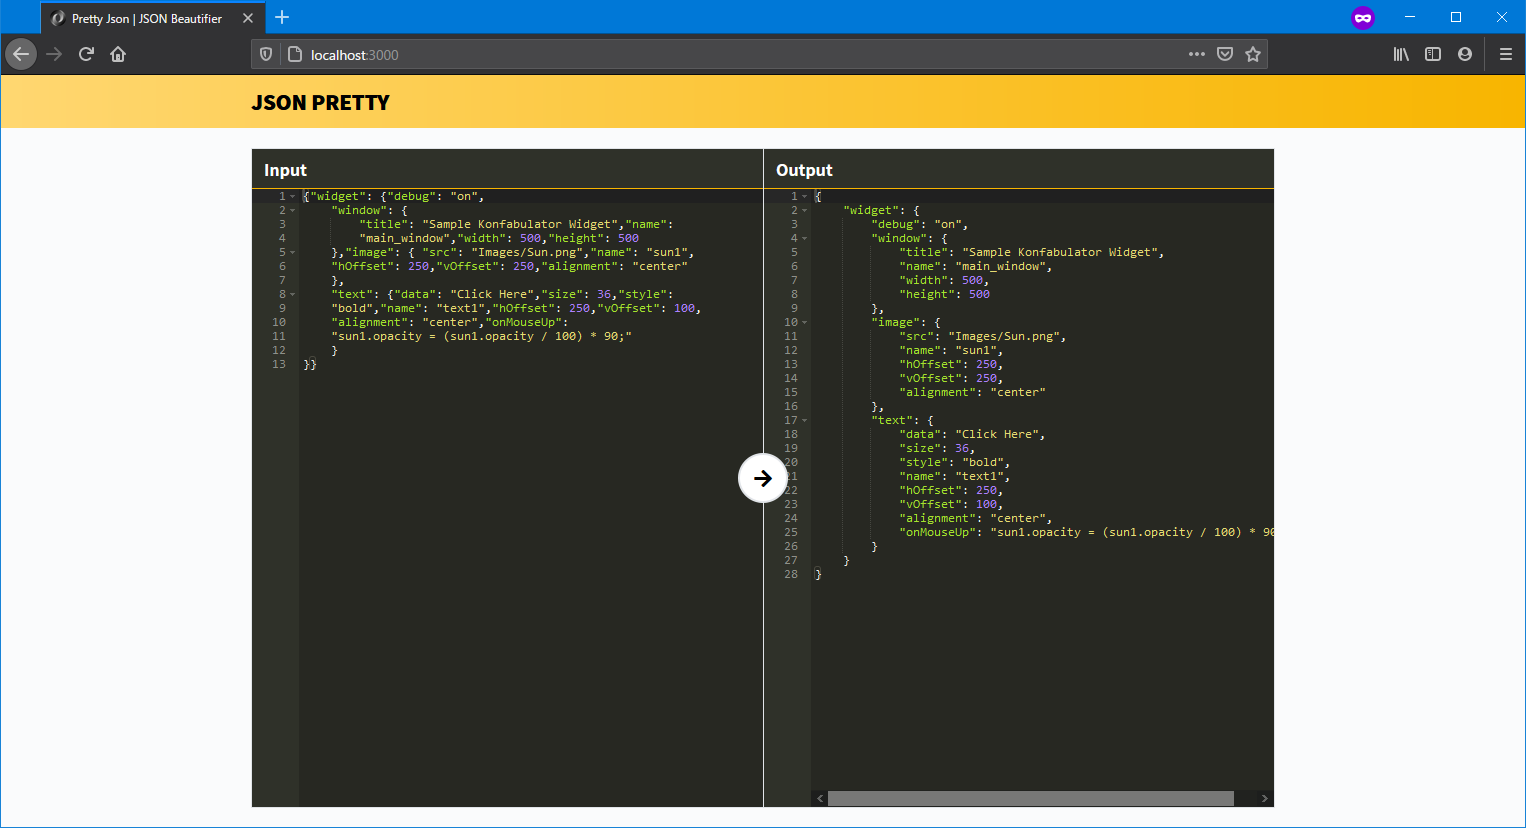 Pretty Json | JSON Beautifier
localhost:3000
JSON PRETTY
Input
1 {"widget": {"debug": "on",
2 "window": {
3 "title": "Sample Konfabulator Widget","name":
4 "main_window","width": 500,"height": 500
5 },"image": { "src": "Images/Sun.png","name": "sun1",
6 "hOffset": 250,"vOffset": 250,"alignment": "center"
7 },
8 "text": {"data": "Click Here","size": 36,"style":
9 "bold","name": "text1","hOffset": 250,"vOffset": 100,
10 "alignment": "center","onMouseUp":
11 "sun1.opacity = (sun1.opacity / 100) * 90;"
12 }
13 }}
Output
1 {
2 "widget": {
3 "debug": "on",
4 "window": {
5 "title": "Sample Konfabulator Widget",
6 "name": "main_window",
7 "width": 500,
8 "height": 500
9 },
10 "image": {
11 "src": "Images/Sun.png",
12 "name": "sun1",
13 "hOffset": 250,
14 "vOffset": 250,
15 "alignment": "center"
16 },
17 "text": {
18 "data": "Click Here",
19 "size": 36,
20 "style": "bold",
21 "name": "text1",
22 "hOffset": 250,
23 "vOffset": 100,
24 "alignment": "center",
25 "onMouseUp": "sun1.opacity = (sun1.opacity / 100) * 90
26 }
27 }
28 }